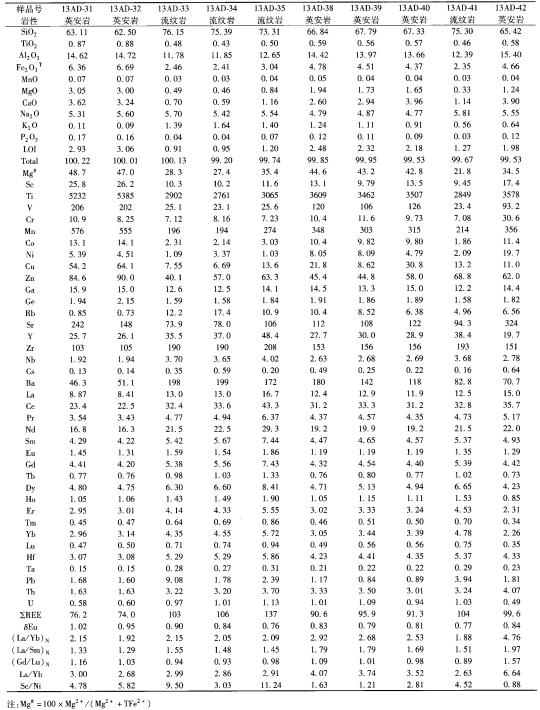 样品号 13AD-31 13AD-32 13AD-33 13AD-34 13AD-35 13AD-36 13AD-37 13AD-39 13AD-40 13AD-41 13AD-42
岩性 英安岩 英安岩 流纹岩 流纹岩 流纹岩 英安岩 英安岩 英安岩 英安岩 流纹岩 英安岩
SiO2 63.11 62.50 76.15 75.39 73.31 66.84 67.79 67.33 75.30 65.42
TiO2 0.87 0.88 0.48 0.43 0.50 0.59 0.56 0.57 0.46 0.58
Al2O3 14.62 14.72 11.78 11.85 12.65 14.42 13.97 13.66 12.39 15.40
Fe2O3T 6.36 6.69 2.46 2.41 3.04 4.78 4.51 4.37 2.35 4.66
MnO 0.07 0.07 0.03 0.03 0.04 0.05 0.04 0.04 0.03 0.04
MgO 3.05 3.00 0.49 0.46 0.84 1.94 1.73 1.65 0.33 1.24
CaO 3.62 3.24 0.70 0.59 1.16 2.60 2.94 3.96 1.14 3.90
Na2O 5.31 5.60 5.70 5.42 5.54 4.79 4.87 4.77 5.81 5.55
K2O 0.11 0.09 1.39 1.64 1.40 1.24 1.11 0.91 0.56 0.64
P2O5 0.17 0.16 0.04 0.04 0.07 0.12 0.11 0.09 0.03 0.12
LOI 2.93 3.06 0.91 0.95 1.20 2.48 2.32 2.18 1.27 1.98
Total 100.22 100.01 100.13 99.20 99.74 99.85 99.95 99.53 99.67 99.53
Mg# 48.7 47.0 28.3 27.4 35.4 44.6 43.2 42.8 21.8 34.5
Sc 25.8 26.2 10.3 10.2 11.6 13.1 9.79 13.5 9.45 17.4
Ti 5232 5385 2902 2761 3065 3609 3462 3507 2849 3578
V 206 202 25.1 23.1 25.6 120 106 126 23.4 93.2
Cr 10.9 8.25 7.12 8.16 7.23 10.4 11.6 9.73 7.08 30.6
Mn 576 555 196 194 274 348 303 315 214 356
Co 13.1 14.1 2.31 2.14 3.03 10.4 9.82 9.80 1.86 11.4
Ni 5.39 4.51 1.09 3.37 1.03 8.05 8.09 4.79 2.09 19.7
Cu 54.2 64.1 7.55 6.69 13.6 21.8 8.62 30.8 13.2 11.0
Zn 84.6 90.0 40.1 57.0 63.3 45.4 44.8 58.0 68.8 62.0
Ga 15.9 15.0 12.6 12.5 14.1 14.5 13.3 15.0 12.2 14.4
Ge 1.94 2.15 1.59 1.58 1.84 1.91 1.86 1.89 1.58 1.82
Rb 0.85 0.73 12.2 17.4 10.9 10.4 8.52 6.38 4.96 6.56
Sr 242 148 73.9 78.0 106 112 108 122 94.3 324
Y 25.7 26.1 35.5 37.0 48.4 27.7 30.0 28.9 38.4 19.7
Zr 103 105 190 190 208 153 156 156 193 151
Nb 1.92 1.94 3.70 3.65 4.02 2.63 2.68 2.69 3.68 2.78
Cs 0.13 0.14 0.35 0.59 0.20 0.49 0.25 0.22 0.16 0.64
Ba 46.3 51.1 198 199 172 180 142 118 82.8 70.7
La 8.87 8.41 13.0 13.0 16.7 12.4 12.9 11.9 12.5 15.0
Ce 23.4 22.5 32.4 33.6 43.3 31.2 33.2 31.2 32.8 35.7
Pr 3.54 3.43 4.77 4.94 6.37 4.37 4.57 4.35 4.73 5.17
Nd 16.8 16.3 21.5 22.5 29.3 19.2 19.9 19.2 21.5 22.0
Sm 4.29 4.22 5.42 5.67 7.44 4.47 4.65 4.57 5.37 4.93
Eu 1.45 1.31 1.59 1.54 1.86 1.19 1.19 1.19 1.35 1.29
Gd 4.41 4.20 5.38 5.56 7.43 4.32 4.54 4.40 5.39 4.42
Tb 0.77 0.76 0.98 1.03 1.33 0.76 0.80 0.77 1.02 0.73
Dy 4.80 4.75 6.30 6.60 8.41 4.71 5.13 4.94 6.65 4.23
Ho 1.05 1.06 1.43 1.49 1.90 1.05 1.15 1.11 1.53 0.85
Er 2.95 3.01 4.14 4.33 5.55 3.02 3.33 3.24 4.53 2.31
Tm 0.45 0.47 0.64 0.69 0.86 0.46 0.51 0.50 0.70 0.34
Yb 2.96 3.14 4.35 4.55 5.72 3.05 3.44 3.39 4.78 2.26
Lu 0.47 0.50 0.71 0.74 0.94 0.49 0.56 0.56 0.75 0.35
Hf 3.07 3.08 5.29 5.29 5.86 4.23 4.41 4.35 5.37 4.33
Ta 0.15 0.15 0.28 0.27 0.31 0.21 0.22 0.22 0.29 0.23
Pb 1.68 1.60 9.08 1.78 2.39 1.17 0.84 0.89 3.94 1.81
Th 1.63 1.63 3.22 3.20 3.70 3.33 3.50 3.01 3.24 4.07
U 0.58 0.60 0.97 1.01 1.13 1.01 1.09 0.94 1.03 0.49
ΣREE 76.2 74.0 103 106 137 90.6 95.9 91.3 104 99.6
δEu 1.02 0.95 0.90 0.84 0.76 0.83 0.79 0.81 0.77 0.84
(La/Yb)N 2.15 1.92 2.15 2.05 2.09 2.92 2.68 2.53 1.88 4.76
(La/Sm)N 1.33 1.29 1.55 1.48 1.45 1.79 1.79 1.69 1.51 1.97
(Gd/Lu)N 1.16 1.03 0.94 0.93 0.98 1.09 1.01 0.98 0.89 1.57
La/Yb 3.00 2.68 2.99 2.86 2.91 4.07 3.74 3.52 2.63 6.64
Sc/Ni 4.78 5.82 9.50 3.03 11.24 1.63 1.21 2.81 4.52 0.88
注:Mg#=100×Mg2+/(Mg2++TFe2+)